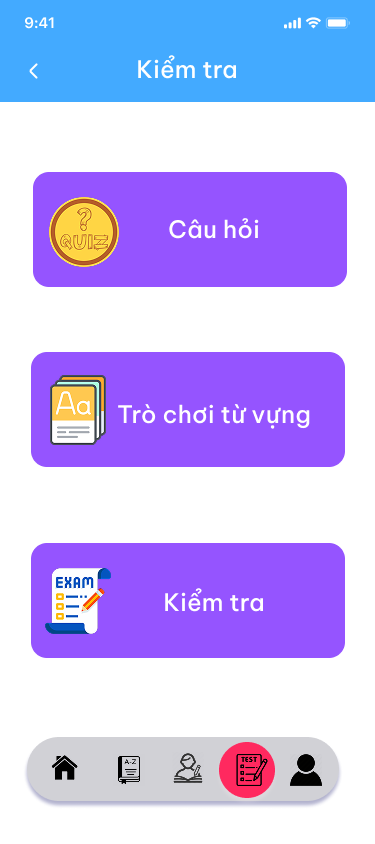 9:41
Kiểm tra
?
QUIZ
Câu hỏi
Aa
Trò chơi từ vựng
EXAM
Kiểm tra
A-Z
TEST